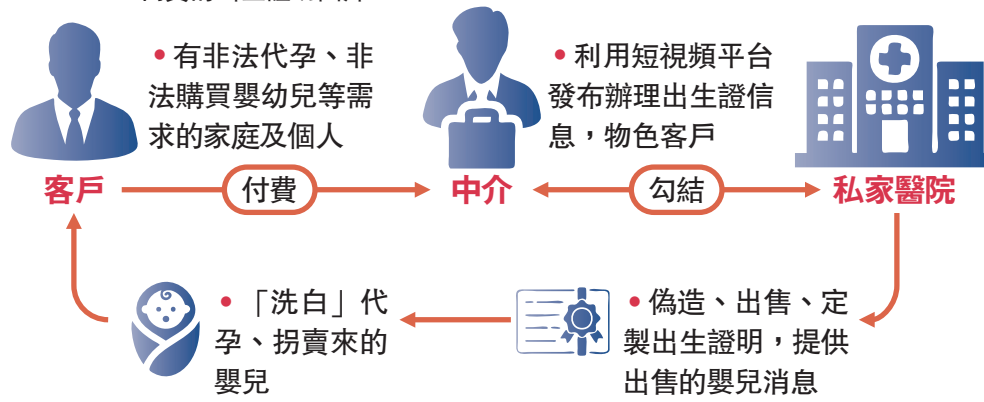 •有非法代孕、非
法購買嬰幼兒等需
求的家庭及個人
•利用短視頻平台
發布辦理出生證信
息，物色客戶
客戶
付費
中介
勾結
私家醫院
•「洗白」代
孕、拐賣來的
嬰兒
•偽造、出售、定
製出生證明，提供
出售的嬰兒消息